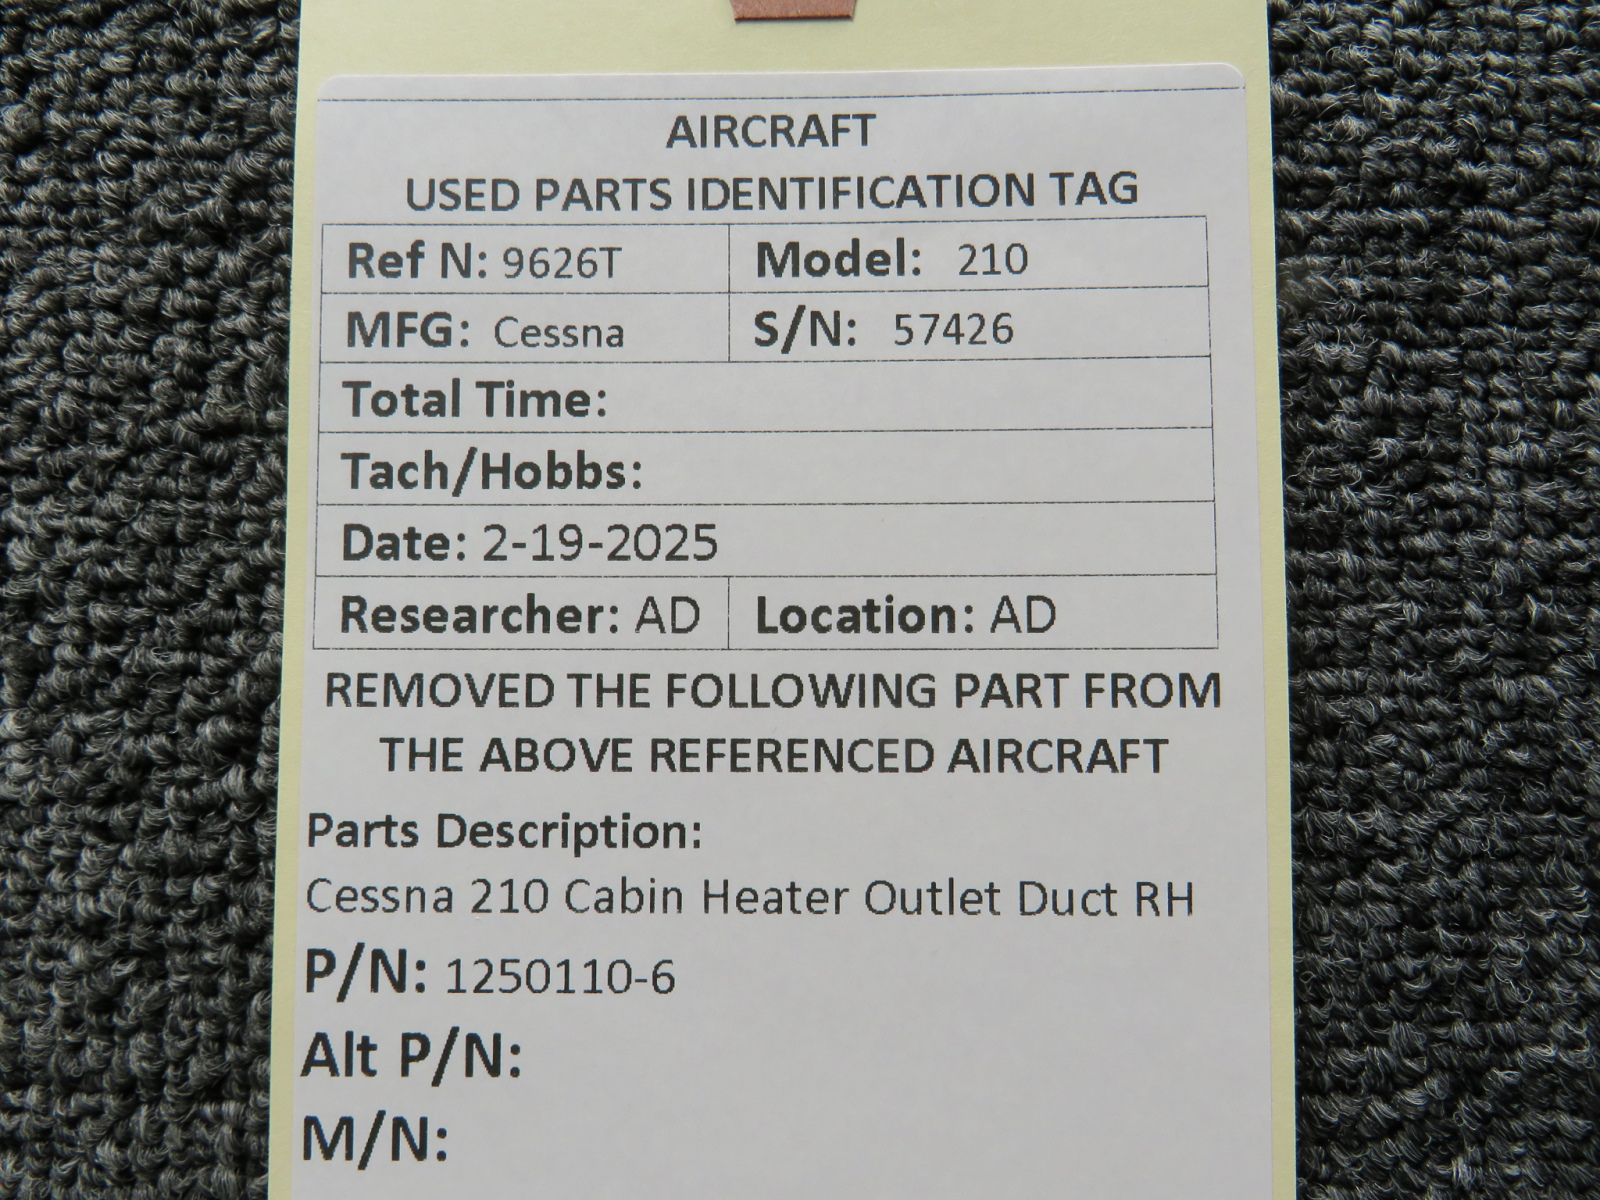 AIRCRAFT
USED PARTS IDENTIFICATION TAG
Ref N: 9626T Model: 210
MFG: Cessna S/N: 57426
Total Time:
Tach/Hobbs:
Date: 2-19-2025
Researcher: AD Location: AD
REMOVED THE FOLLOWING PART FROM
THE ABOVE REFERENCED AIRCRAFT
Parts Description:
Cessna 210 Cabin Heater Outlet Duct RH
P/N: 1250110-6
Alt P/N:
M/N: